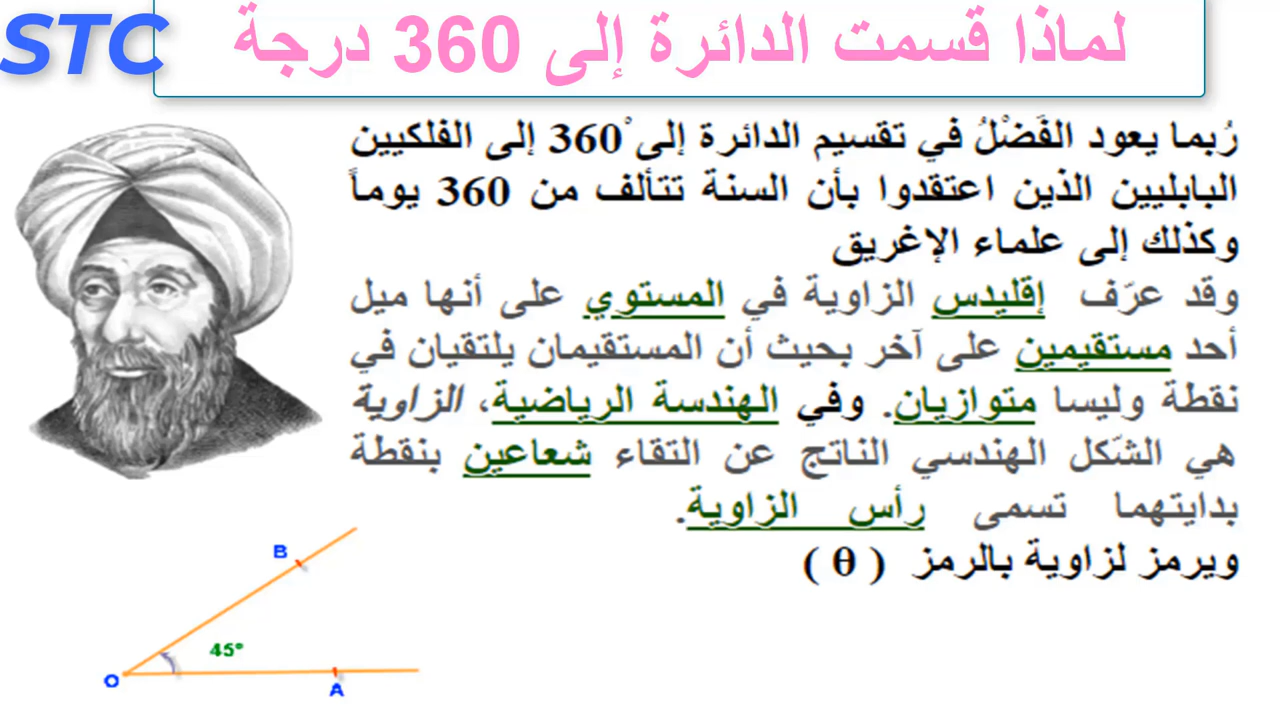 STC
لماذا قسمت الدائرة إلى 360 درجة
رُبما يعود الفَضْلُ في تقسيم الدائرة إلى 360ْ إلى الفلكيين
البابليين الذين اعتقدوا بأن السنة تتألف من 360 يوماً
وكذلك إلى علماء الإغريق
وقد عرّف إقليدس الزاوية في المستوي على أنها ميل
أحد مستقيمين على آخر بحيث أن المستقيمان يلتقيان في
نقطة وليسا متوازيان. وفي الهندسة الرياضية، الزاوية
هي الشّكل الهندسي الناتج عن التقاء شعاعين بنقطة
بدايتهما تسمى رأس الزاوية.
ويرمز لزاوية بالرمز ( θ )
B
45°
O
A